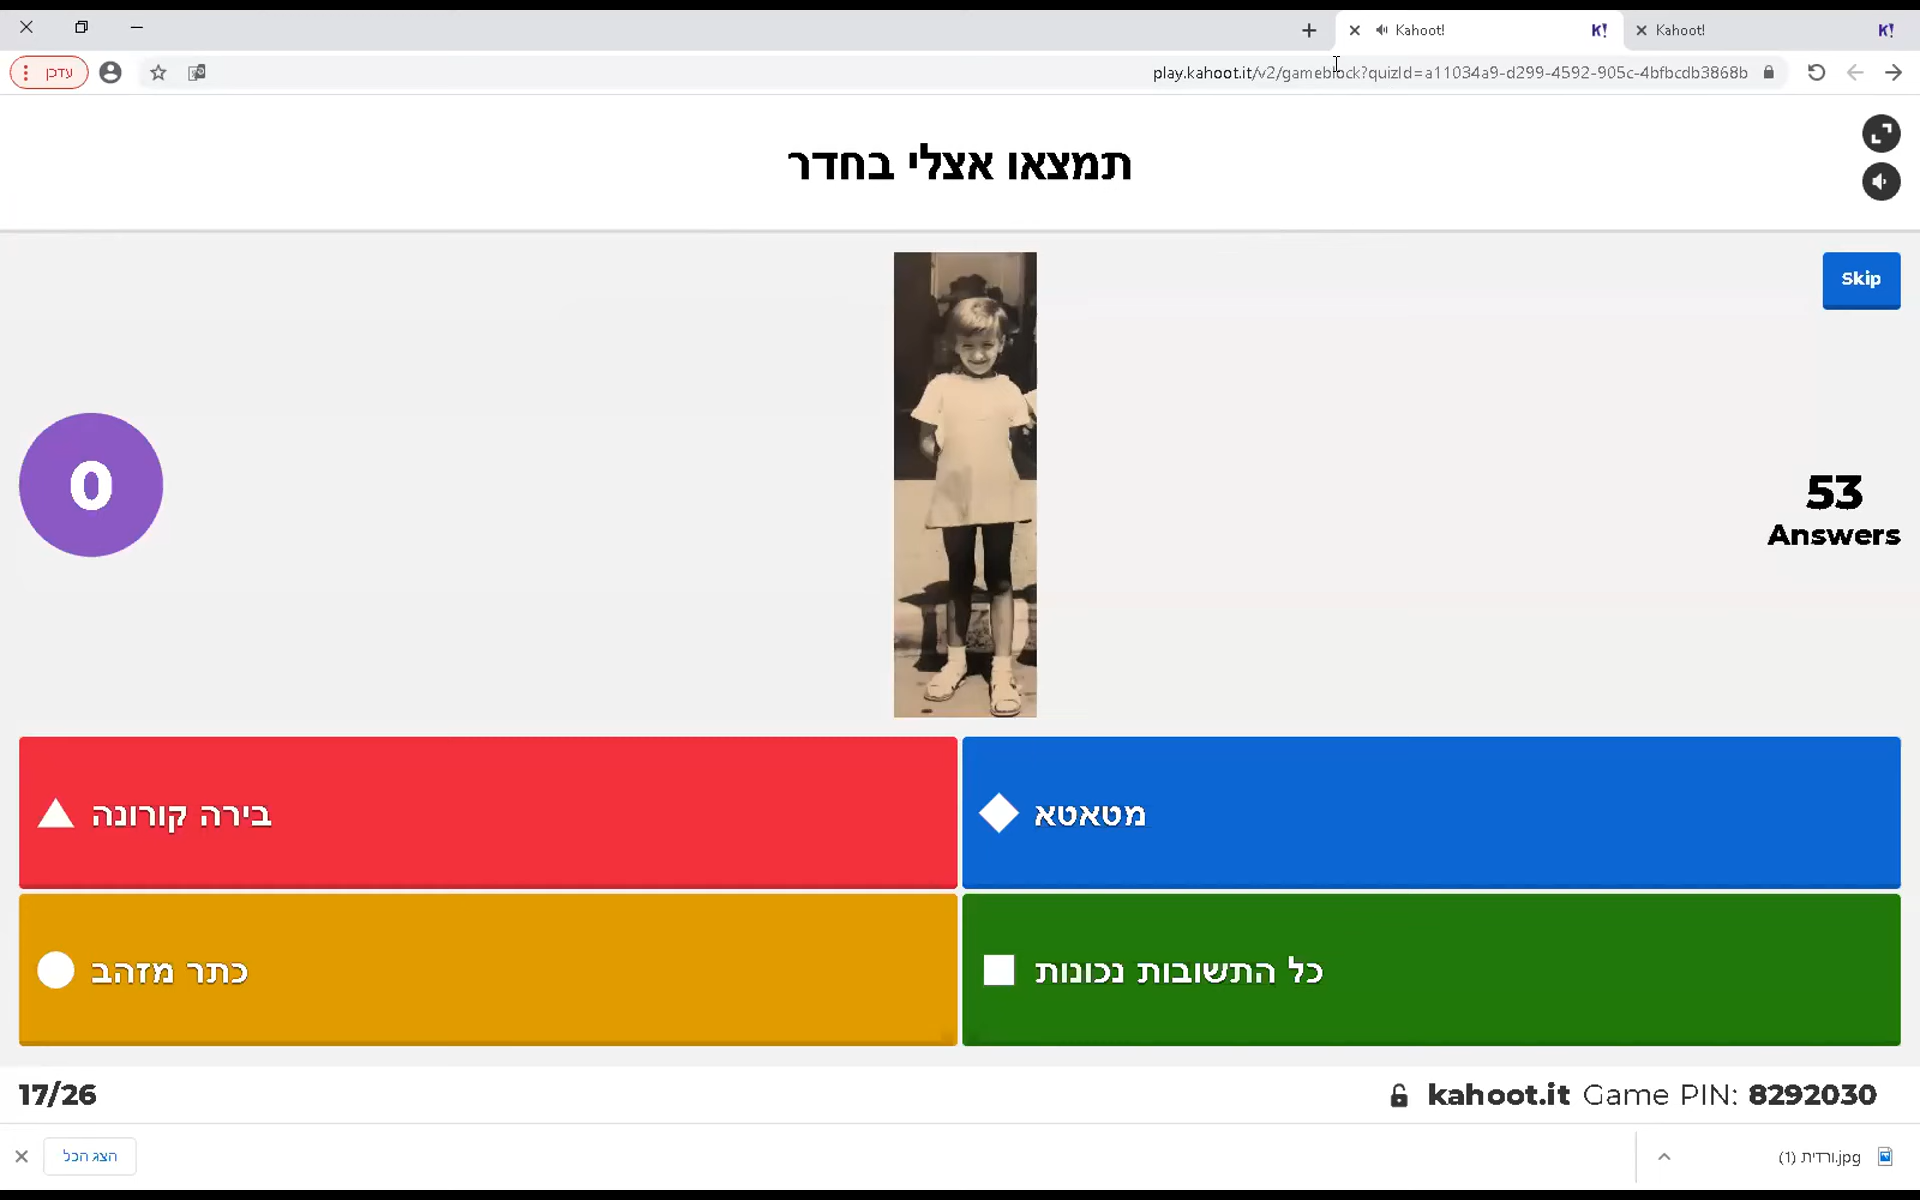 Kahoot!
K!
Kahoot!
K!
עדכן
play.kahoot.it/v2/gameblock?quizId=a11034a9-d299-4592-905c-4bfbcdb3868b
תמצאו אצלי בחדר
Skip
0
53
Answers
בירה קורונה
מטאטא
כתר מזהב
כל התשובות נכונות
17/26
kahoot.it Game PIN: 8292030
הצג הכל
ורדית (1).jpg